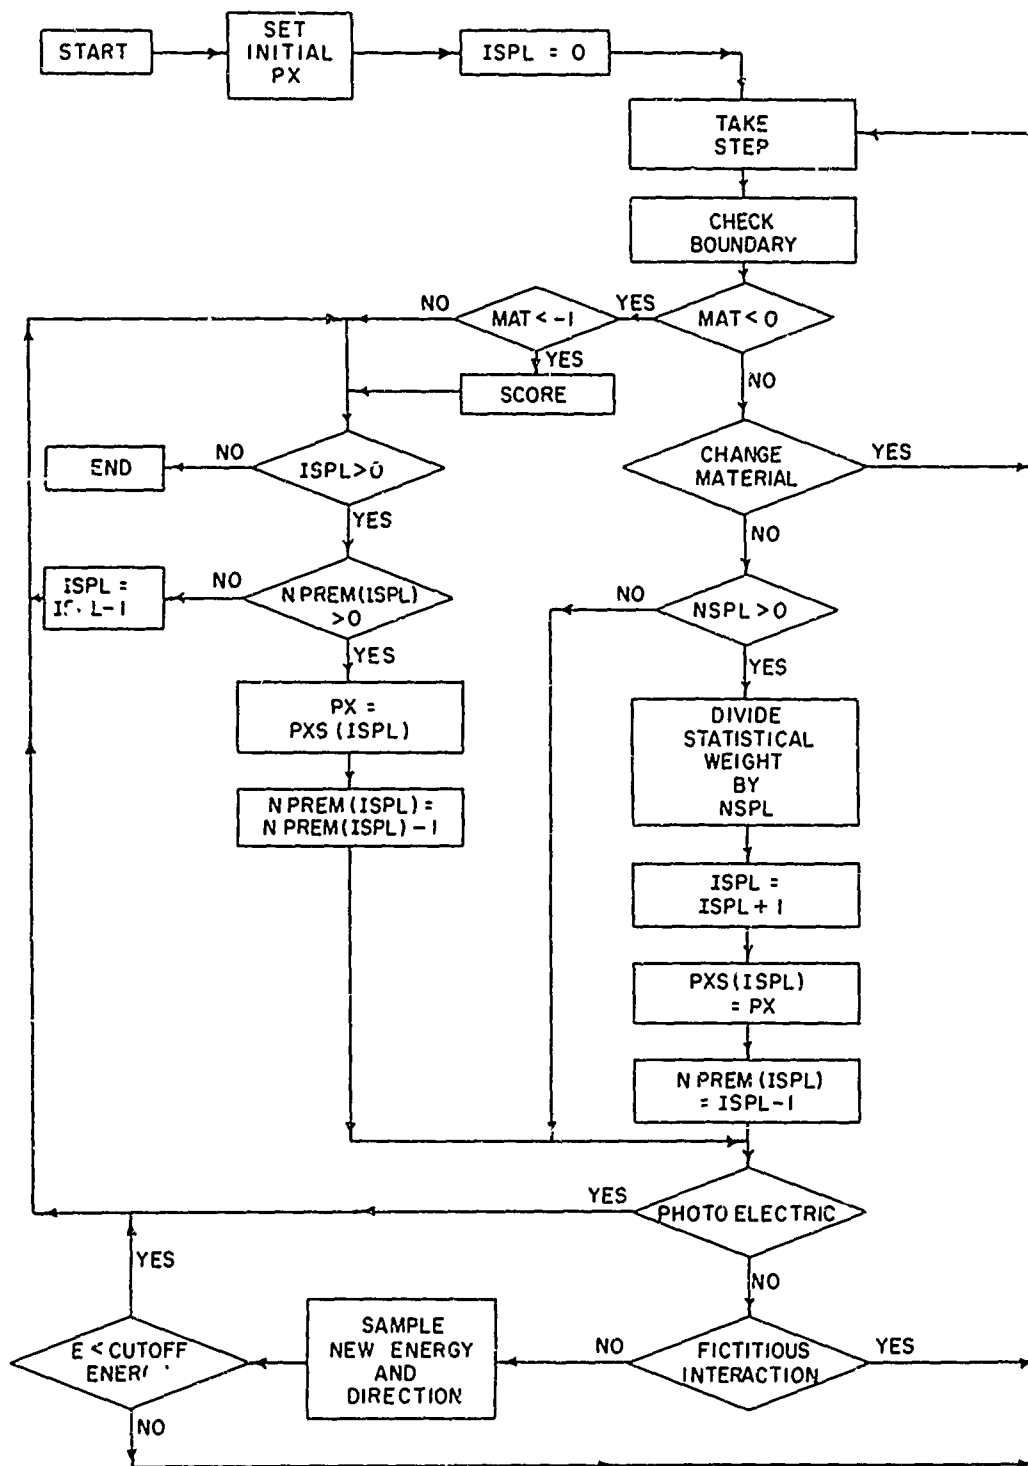 START
SET
INITIAL
PX
ISPL = 0
TAKE
STEP
CHECK
BOUNDARY
NO
MAT < -1
YES
MAT < 0
YES
SCORE
NO
END
NO
ISPL > 0
CHANGE
MATERIAL
YES
YES
NO
ISPL =
NO
N PREM(ISPL)
> 0
NO
NSPL > 0
YES
YES
PX =
PXS (ISPL)
DIVIDE
STATISTICAL
WEIGHT
BY
NSPL
N PREM (ISPL) =
N PREM (ISPL) - 1
ISPL =
ISPL + 1
PXS (ISPL)
= PX
N PREM (ISPL)
= ISPL - 1
YES
PHOTO ELECTRIC
YES
NO
E < CUTOFF
SAMPLE
NEW ENERGY
AND
DIRECTION
NO
FICTITIOUS
INTERACTION
YES
NO